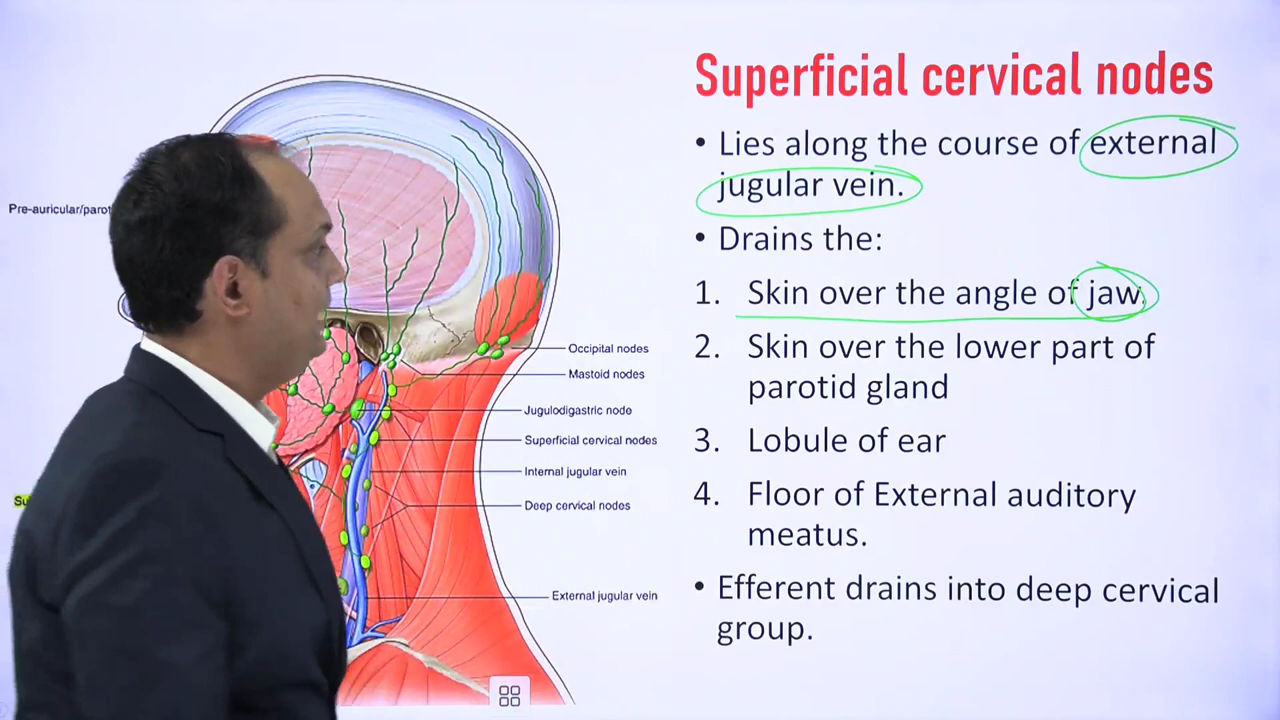 Superficial cervical nodes
• Lies along the course of external
jugular vein.
• Drains the:
1. Skin over the angle of jaw
2. Skin over the lower part of
parotid gland
3. Lobule of ear
4. Floor of External auditory
meatus.
• Efferent drains into deep cervical
group.
Occipital nodes
Mastoid nodes
Jugulodigastric node
Superficial cervical nodes
Internal jugular vein
Deep cervical nodes
External jugular vein